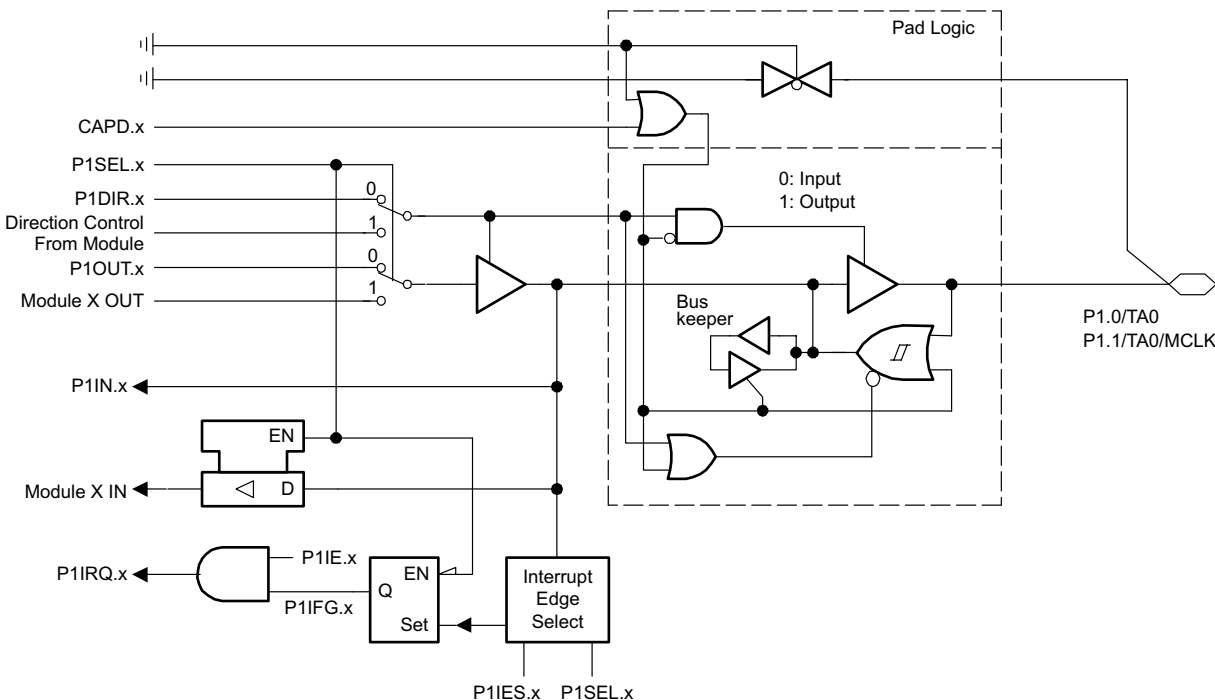 Pad Logic
CAPD.x
P1SEL.x
0
P1DIR.x
Direction Control
From Module
1
0
P1OUT.x
1
Module X OUT
0: Input
1: Output
Bus
keeper
P1.0/TA0
P1.1/TA0/MCLK
P1IN.x
EN
Module X IN
D
P1IE.x
P1IRQ.x
P1IFG.x
EN
Q
Set
Interrupt
Edge
Select
P1IES.x
P1SEL.x